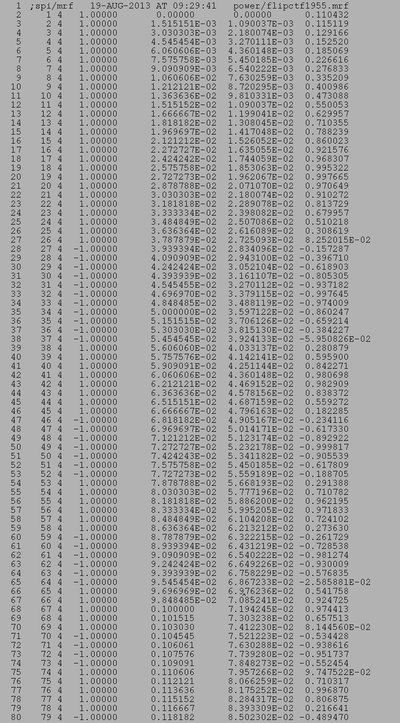 1 ;spi/mrf 19-AUG-2013 AT 09:29:41 power/flipctf1955.mrf
2 1 4 1.00000 0.00000 0.00000 0.110432
3 2 4 1.00000 1.515151E-03 1.090037E-03 0.115119
4 3 4 1.00000 3.030303E-03 2.180074E-03 0.129166
5 4 4 1.00000 4.545454E-03 3.270111E-03 0.152520
6 5 4 1.00000 6.060606E-03 4.360148E-03 0.185069
7 6 4 1.00000 7.575758E-03 5.450185E-03 0.226616
8 7 4 1.00000 9.090909E-03 6.540222E-03 0.276833
9 8 4 1.00000 1.060606E-02 7.630259E-03 0.335209
10 9 4 1.00000 1.212121E-02 8.720295E-03 0.400986
11 10 4 1.00000 1.363636E-02 9.810331E-03 0.473088
12 11 4 1.00000 1.515152E-02 1.090037E-02 0.550053
13 12 4 1.00000 1.666667E-02 1.199041E-02 0.629957
14 13 4 1.00000 1.818182E-02 1.308045E-02 0.710355
15 14 4 1.00000 1.969697E-02 1.417048E-02 0.788239
16 15 4 1.00000 2.121212E-02 1.526052E-02 0.860023
17 16 4 1.00000 2.272727E-02 1.635055E-02 0.921576
18 17 4 1.00000 2.424242E-02 1.744059E-02 0.968307
19 18 4 1.00000 2.575758E-02 1.853063E-02 0.995322
20 19 4 1.00000 2.727273E-02 1.962067E-02 0.997665
21 20 4 1.00000 2.878788E-02 2.071070E-02 0.970649
22 21 4 1.00000 3.030303E-02 2.180074E-02 0.910272
23 22 4 1.00000 3.181818E-02 2.289078E-02 0.813729
24 23 4 1.00000 3.333334E-02 2.398082E-02 0.679957
25 24 4 1.00000 3.484849E-02 2.507086E-02 0.510218
26 25 4 1.00000 3.636364E-02 2.616089E-02 0.308619
27 26 4 1.00000 3.787879E-02 2.725093E-02 8.252015E-02
28 27 4 -1.00000 3.939394E-02 2.834096E-02 -0.157287
29 28 4 -1.00000 4.090909E-02 2.943100E-02 -0.396710
30 29 4 -1.00000 4.242424E-02 3.052104E-02 -0.618903
31 30 4 -1.00000 4.393939E-02 3.161107E-02 -0.805305
32 31 4 -1.00000 4.545455E-02 3.270112E-02 -0.937182
33 32 4 -1.00000 4.696970E-02 3.379115E-02 -0.997645
34 33 4 -1.00000 4.848485E-02 3.488119E-02 -0.974009
35 34 4 -1.00000 5.000000E-02 3.597122E-02 -0.860247
36 35 4 -1.00000 5.151515E-02 3.706126E-02 -0.659214
37 36 4 -1.00000 5.303030E-02 3.815130E-02 -0.384227
38 37 4 -1.00000 5.454545E-02 3.924133E-02 -5.950826E-02
39 38 4 1.00000 5.606060E-02 4.033137E-02 0.280879
40 39 4 1.00000 5.757576E-02 4.142141E-02 0.595900
41 40 4 1.00000 5.909091E-02 4.251144E-02 0.842271
42 41 4 1.00000 6.060606E-02 4.360148E-02 0.980698
43 42 4 1.00000 6.212121E-02 4.469152E-02 0.982909
44 43 4 1.00000 6.363636E-02 4.578156E-02 0.838372
45 44 4 1.00000 6.515151E-02 4.687159E-02 0.559272
46 45 4 1.00000 6.666667E-02 4.796163E-02 0.182285
47 46 4 -1.00000 6.818182E-02 4.905167E-02 -0.234116
48 47 4 -1.00000 6.969697E-02 5.014171E-02 -0.617330
49 48 4 -1.00000 7.121212E-02 5.123174E-02 -0.892922
50 49 4 -1.00000 7.272727E-02 5.232178E-02 -0.999817
51 50 4 -1.00000 7.424243E-02 5.341182E-02 -0.905539
52 51 4 -1.00000 7.575758E-02 5.450185E-02 -0.617809
53 52 4 -1.00000 7.727273E-02 5.559189E-02 -0.188705
54 53 4 1.00000 7.878788E-02 5.668193E-02 0.291388
55 54 4 1.00000 8.030303E-02 5.777196E-02 0.710782
56 55 4 1.00000 8.181818E-02 5.886200E-02 0.962195
57 56 4 1.00000 8.333334E-02 5.995205E-02 0.971833
58 57 4 1.00000 8.484849E-02 6.104208E-02 0.724102
59 58 4 1.00000 8.636364E-02 6.213212E-02 0.273630
60 59 4 -1.00000 8.787879E-02 6.322215E-02 -0.261729
61 60 4 -1.00000 8.939394E-02 6.431219E-02 -0.728538
62 61 4 -1.00000 9.090909E-02 6.540222E-02 -0.981274
63 62 4 -1.00000 9.242424E-02 6.649226E-02 -0.930009
64 63 4 -1.00000 9.393939E-02 6.758229E-02 -0.576835
65 64 4 -1.00000 9.545454E-02 6.867233E-02 -2.585881E-02
66 65 4 1.00000 9.696969E-02 6.976236E-02 0.541758
67 66 4 1.00000 9.848485E-02 7.085241E-02 0.924725
68 67 4 1.00000 0.100000 7.194245E-02 0.974413
69 68 4 1.00000 0.101515 7.303238E-02 0.657513
70 69 4 1.00000 0.103030 7.412230E-02 8.144560E-02
71 70 4 -1.00000 0.104545 7.521223E-02 -0.534428
72 71 4 -1.00000 0.106061 7.630288E-02 -0.938616
73 72 4 -1.00000 0.107576 7.739280E-02 -0.951737
74 73 4 -1.00000 0.109091 7.848273E-02 -0.552454
75 74 4 1.00000 0.110606 7.957266E-02 9.747522E-02
76 75 4 1.00000 0.112121 8.066259E-02 0.710317
77 76 4 1.00000 0.113636 8.175252E-02 0.996870
78 77 4 1.00000 0.115152 8.284317E-02 0.806875
79 78 4 1.00000 0.116667 8.393309E-02 0.216641
80 79 4 -1.00000 0.118182 8.502302E-02 -0.489470